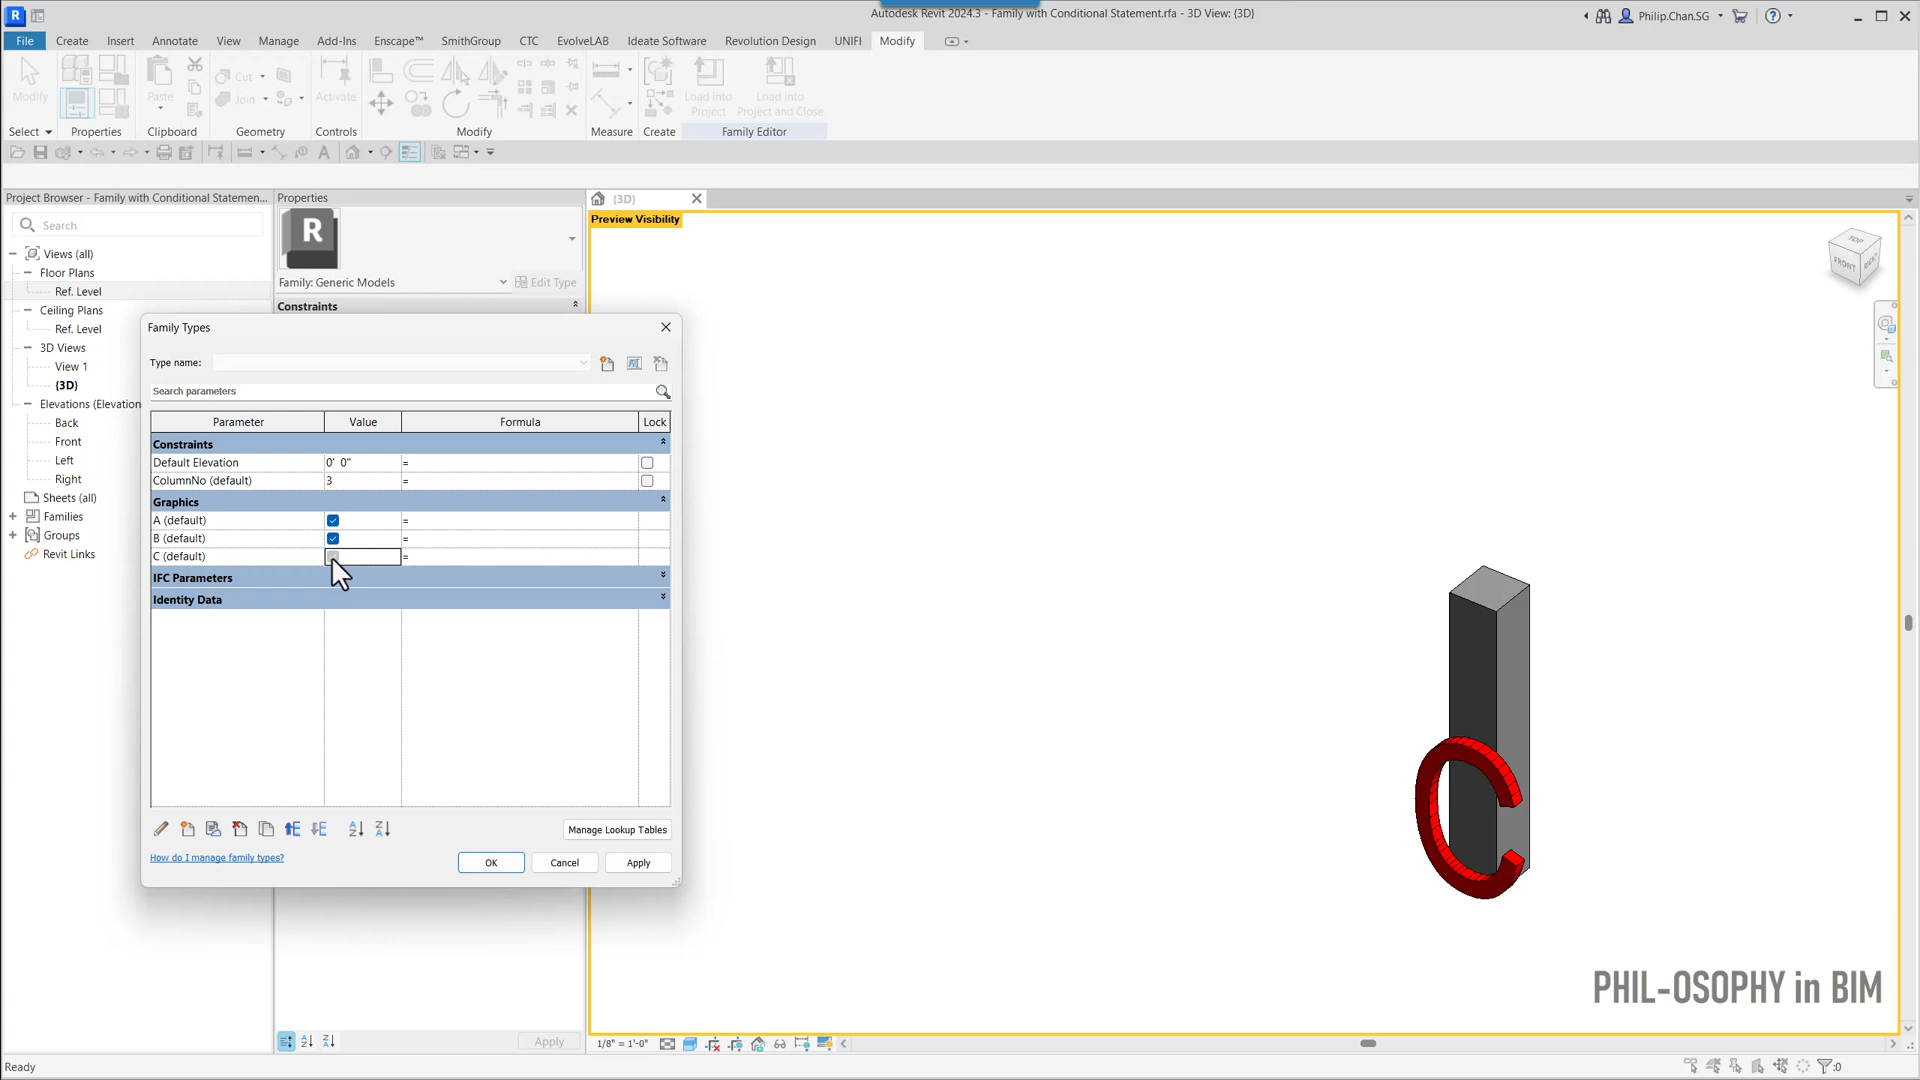 Autodesk Revit 2024.3 - Family with Conditional Statement.rfa - 3D View: {3D}
Philip.Chan.SG
File Create Insert Annotate View Manage Add-Ins Enscape™ SmithGroup CTC EvolveLAB Ideate Software Revolution Design UNIFI Modify
Modify
Paste
Cut
Join
Activate
Load into
Project
Load into
Project and Close
Select Properties Clipboard Geometry Controls Modify Measure Create Family Editor
Project Browser - Family with Conditional Statemen...
Search
Views (all)
Floor Plans
Ref. Level
Ceiling Plans
Ref. Level
3D Views
View 1
{3D}
Elevations (Elevation
Back
Front
Left
Right
Sheets (all)
Families
Groups
Revit Links
Properties
R
Family: Generic Models
Edit Type
Constraints
Family Types
Type name:
Search parameters
Parameter Value Formula Lock
Constraints
Default Elevation 0' 0" =
ColumnNo (default) 3 =
Graphics
A (default) =
B (default) =
C (default) =
IFC Parameters
Identity Data
Manage Lookup Tables
How do I manage family types?
OK Cancel Apply
Apply
{3D}
Preview Visibility
TOP
FRONT
RIGHT
C
PHIL-OSOPHY in BIM
1/8" = 1'-0"
Ready
:0